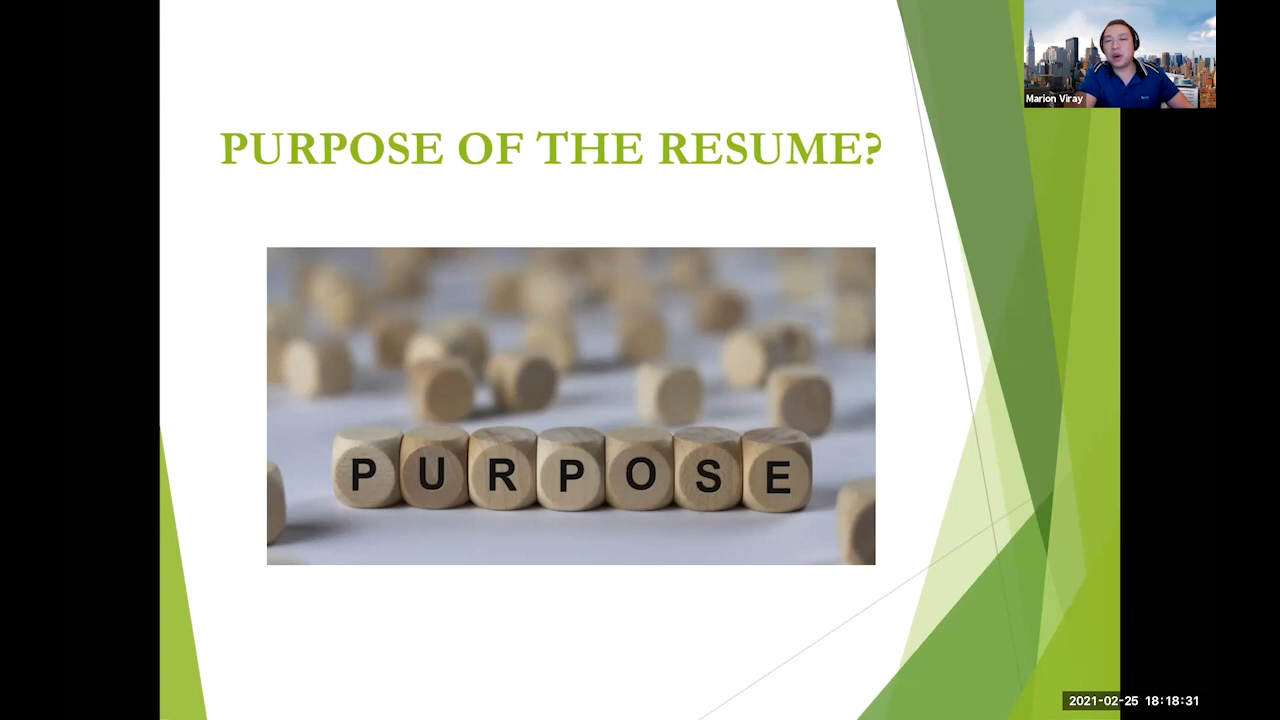 PURPOSE OF THE RESUME?
Marion Viray
PURPOSE
2021-02-25 18:18:31